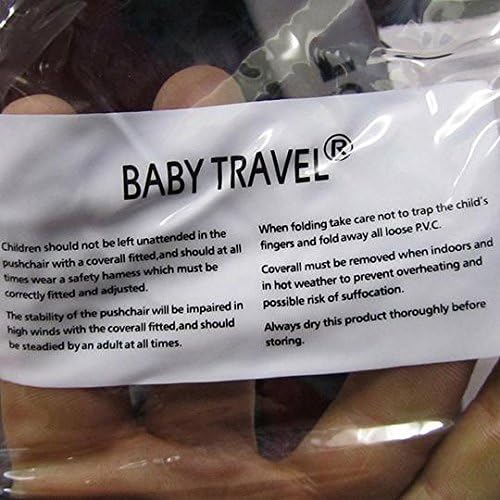 BABY TRAVEL®
Children should not be left unattended in the
pushchair with a coverall fitted,and should at all
times wear a safety harness which must be
correctly fitted and adjusted.
The stability of the pushchair will be impaired in
high winds with the coverall fitted,and should
be steadied by an adult at all times.
When folding take care not to trap the child's
fingers and fold away all loose P.V.C.
Coverall must be removed when indoors and
in hot weather to prevent overheating and
possible risk of suffocation.
Always dry this product thoroughly before
storing.